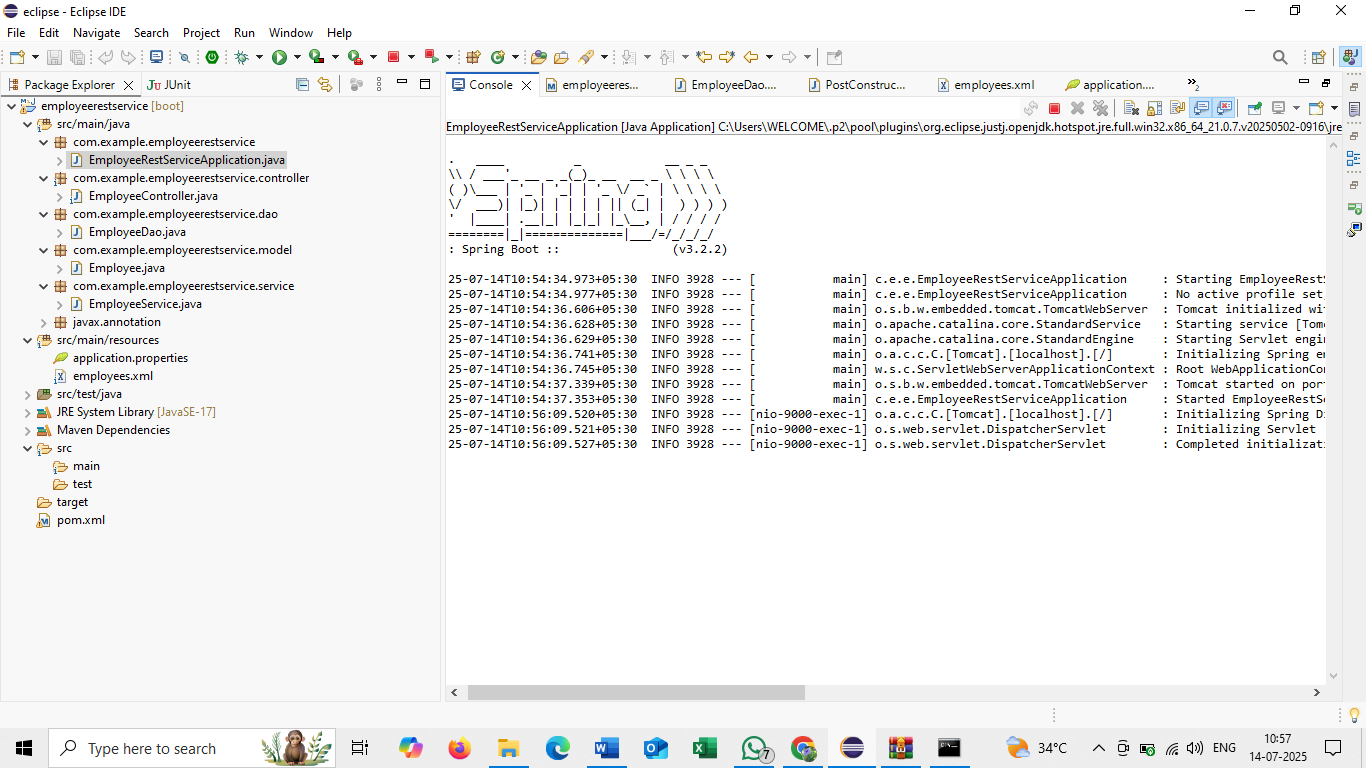 eclipse - Eclipse IDE
File Edit Navigate Search Project Run Window Help
Package Explorer JUnit
employeerestservice [boot]
src/main/java
com.example.employeerestservice
EmployeeRestServiceApplication.java
com.example.employeerestservice.controller
EmployeeController.java
com.example.employeerestservice.dao
EmployeeDao.java
com.example.employeerestservice.model
Employee.java
com.example.employeerestservice.service
EmployeeService.java
javax.annotation
src/main/resources
application.properties
employees.xml
src/test/java
JRE System Library [JavaSE-17]
Maven Dependencies
src
main
test
target
pom.xml
Console employeeres... EmployeeDao.... PostConstruc... employees.xml application.... »2
EmployeeRestServiceApplication [Java Application] C:\Users\WELCOME\.p2\pool\plugins\org.eclipse.justj.openjdk.hotspot.jre.full.win32.x86_64_21.0.7.v20250502-0916\jre
Spring
: Spring Boot :: (v3.2.2)
25-07-14T10:54:34.973+05:30 INFO 3928 --- [ main] c.e.e.EmployeeRestServiceApplication : Starting EmployeeRestS
25-07-14T10:54:34.977+05:30 INFO 3928 --- [ main] c.e.e.EmployeeRestServiceApplication : No active profile set,
25-07-14T10:54:36.606+05:30 INFO 3928 --- [ main] o.s.b.w.embedded.tomcat.TomcatWebServer : Tomcat initialized wi
25-07-14T10:54:36.628+05:30 INFO 3928 --- [ main] o.apache.catalina.core.StandardService : Starting service [Tom
25-07-14T10:54:36.629+05:30 INFO 3928 --- [ main] o.apache.catalina.core.StandardEngine : Starting Servlet engin
25-07-14T10:54:36.741+05:30 INFO 3928 --- [ main] o.a.c.c.C.[Tomcat].[localhost].[/] : Initializing Spring em
25-07-14T10:54:36.745+05:30 INFO 3928 --- [ main] w.s.c.ServletWebServerApplicationContext : Root WebApplicationCon
25-07-14T10:54:37.339+05:30 INFO 3928 --- [ main] o.s.b.w.embedded.tomcat.TomcatWebServer : Tomcat started on port
25-07-14T10:54:37.353+05:30 INFO 3928 --- [ main] c.e.e.EmployeeRestServiceApplication : Started EmployeeRestSe
25-07-14T10:56:09.520+05:30 INFO 3928 --- [nio-9000-exec-1] o.a.c.c.C.[Tomcat].[localhost].[/] : Initializing Spring Di
25-07-14T10:56:09.521+05:30 INFO 3928 --- [nio-9000-exec-1] o.s.web.servlet.DispatcherServlet : Initializing Servlet
25-07-14T10:56:09.527+05:30 INFO 3928 --- [nio-9000-exec-1] o.s.web.servlet.DispatcherServlet : Completed initializati
Type here to search
7
34°C
ENG
10:57
14-07-2025